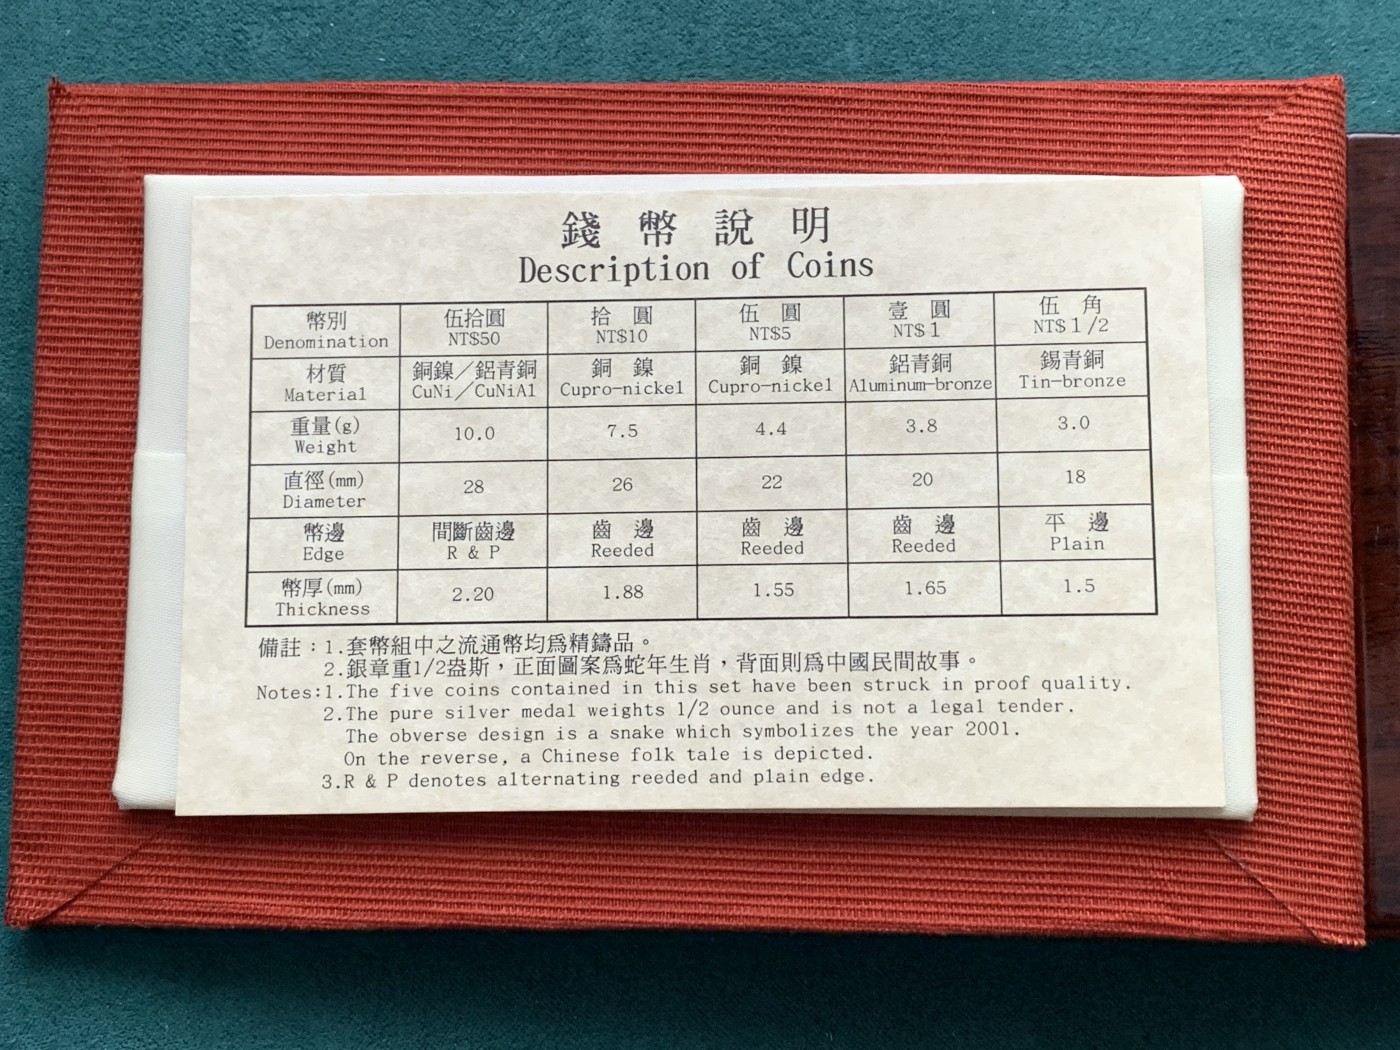 錢幣說明
Description of Coins
幣別 伍拾圓 拾圓 伍圓 壹圓 伍角
Denomination NT$50 NT$10 NT$5 NT$1 NT$1/2
材質 銅鎳／鋁青銅 銅鎳 銅鎳 鋁青銅 錫青銅
Material CuNi／CuNiAl Cupro-nickel Cupro-nickel Aluminum-bronze Tin-bronze
重量(g) 10.0 7.5 4.4 3.8 3.0
Weight
直徑(mm) 28 26 22 20 18
Diameter
幣邊 間斷齒邊 齒邊 齒邊 齒邊 平邊
Edge R & P Reeded Reeded Reeded Plain
幣厚(mm) 2.20 1.88 1.55 1.65 1.5
Thickness
備註：1.套幣組中之流通幣均為精鑄品。
2.銀章重1/2盎斯，正面圖案為蛇年生肖，背面則為中國民間故事。
Notes:1.The five coins contained in this set have been struck in proof quality.
2.The pure silver medal weights 1/2 ounce and is not a legal tender.
The obverse design is a snake which symbolizes the year 2001.
On the reverse, a Chinese folk tale is depicted.
3.R & P denotes alternating reeded and plain edge.